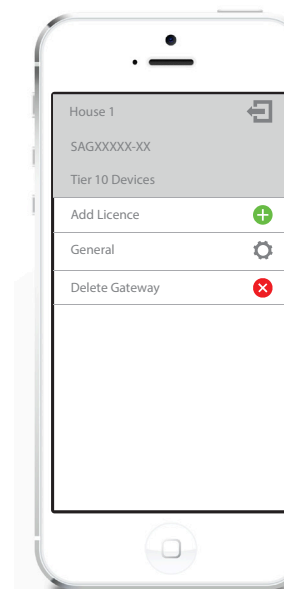 House 1
SAGXXXXX-XX
Tier 10 Devices
Add Licence
General
Delete Gateway